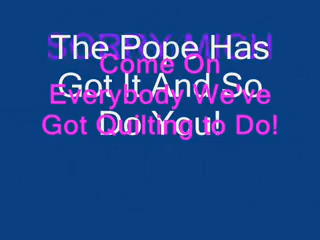 The Pope Has
Got It And So
Do You!
Come On
Everybody We've
Got Quilting to Do!